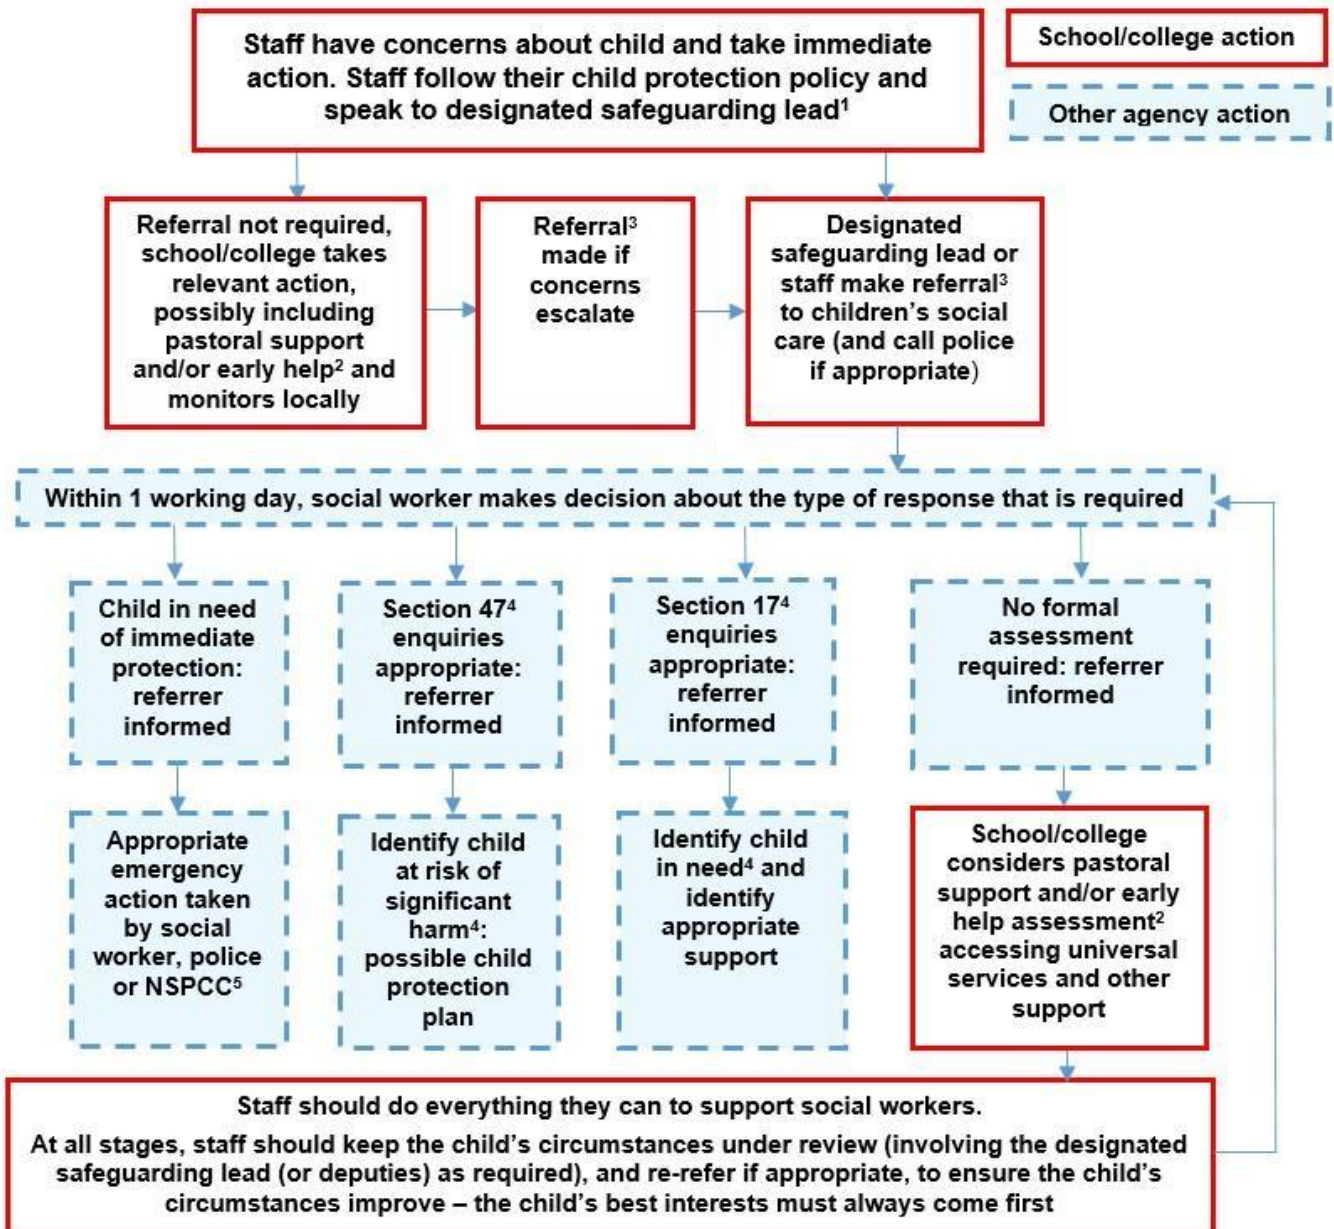 Staff have concerns about child and take immediate
action. Staff follow their child protection policy and
speak to designated safeguarding lead¹
School/college action
Other agency action
Referral not required,
school/college takes
relevant action,
possibly including
pastoral support
and/or early help² and
monitors locally
Referral³
made if
concerns
escalate
Designated
safeguarding lead or
staff make referral³
to children’s social
care (and call police
if appropriate)
Within 1 working day, social worker makes decision about the type of response that is required
Child in need
of immediate
protection:
referrer
informed
Section 47⁴
enquiries
appropriate:
referrer
informed
Section 17⁴
enquiries
appropriate:
referrer
informed
No formal
assessment
required: referrer
informed
Appropriate
emergency
action taken
by social
worker, police
or NSPCC⁵
Identify child
at risk of
significant
harm⁴:
possible child
protection
plan
Identify child
in need⁴ and
identify
appropriate
support
School/college
considers pastoral
support and/or early
help assessment²
accessing universal
services and other
support
Staff should do everything they can to support social workers.
At all stages, staff should keep the child’s circumstances under review (involving the designated
safeguarding lead (or deputies) as required), and re-refer if appropriate, to ensure the child’s
circumstances improve – the child’s best interests must always come first